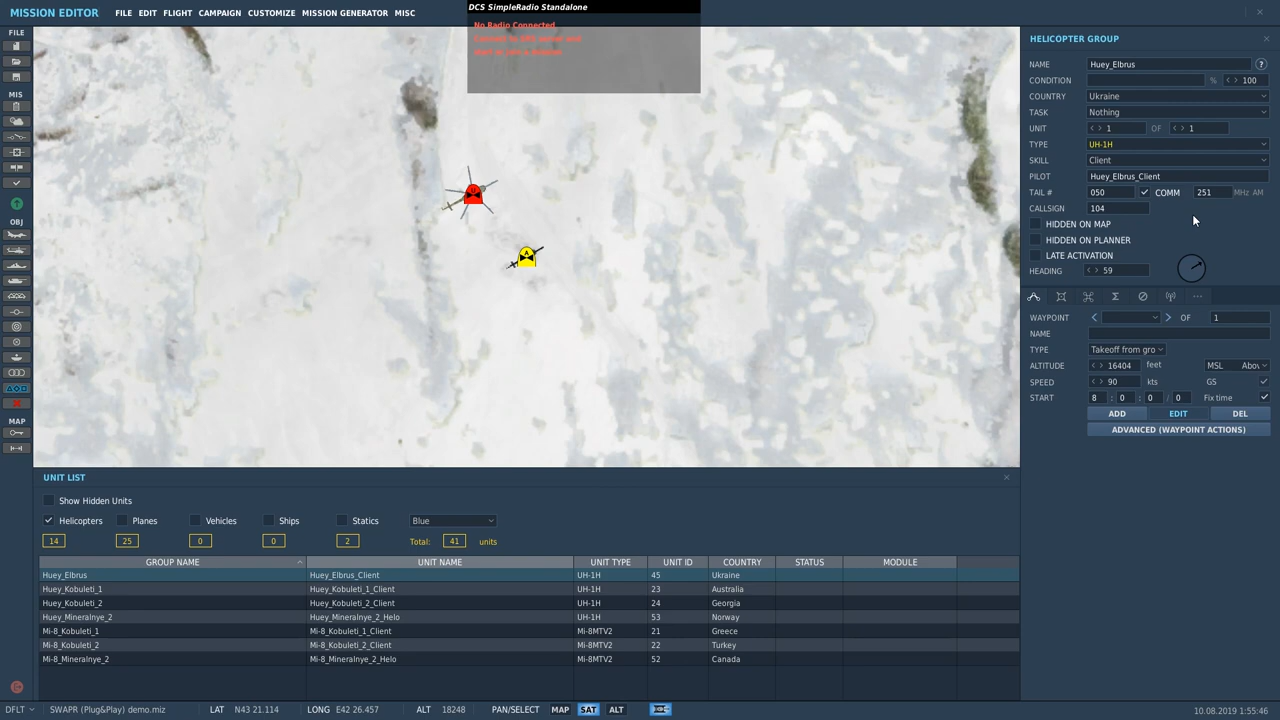 MISSION EDITOR FILE EDIT FLIGHT CAMPAIGN CUSTOMIZE MISSION GENERATOR MISC
DCS SimpleRadio Standalone
No Radio Connected
FILE
MIS
OBJ
MAP
HELICOPTER GROUP
NAME Huey_Elbrus ?
CONDITION % < > 100
COUNTRY Ukraine
TASK Nothing
UNIT < > 1 OF < > 1
TYPE UH-1H
SKILL Client
PILOT Huey_Elbrus_Client
TAIL # 050 COMM 251 MHz AM
CALLSIGN 104
HIDDEN ON MAP
HIDDEN ON PLANNER
LATE ACTIVATION
HEADING < > 59
WAYPOINT < > OF 1
NAME
TYPE Takeoff from gro
ALTITUDE < > 16404 feet MSL Abov
SPEED < > 90 kts GS
START 8 : 0 : 0 / 0 Fix time
ADD EDIT DEL
ADVANCED (WAYPOINT ACTIONS)
UNIT LIST
Show Hidden Units
Helicopters Planes Vehicles Ships Statics Blue
14 25 0 0 2 Total: 41 units
GROUP NAME UNIT NAME UNIT TYPE UNIT ID COUNTRY STATUS MODULE
Huey_Elbrus Huey_Elbrus_Client UH-1H 45 Ukraine
Huey_Kobuleti_1 Huey_Kobuleti_1_Client UH-1H 23 Australia
Huey_Kobuleti_2 Huey_Kobuleti_2_Client UH-1H 24 Georgia
Huey_Mineralnye_2 Huey_Mineralnye_2_Helo UH-1H 53 Norway
Mi-8_Kobuleti_1 Mi-8_Kobuleti_1_Client Mi-8MTV2 21 Greece
Mi-8_Kobuleti_2 Mi-8_Kobuleti_2_Client Mi-8MTV2 22 Turkey
Mi-8_Mineralnye_2 Mi-8_Mineralnye_2_Helo Mi-8MTV2 52 Canada
DFLT SWAPR (Plug&Play) demo.miz LAT N43 21.114 LONG E42 26.457 ALT 18248 PAN/SELECT MAP SAT ALT 10.08.2019 1:55:46